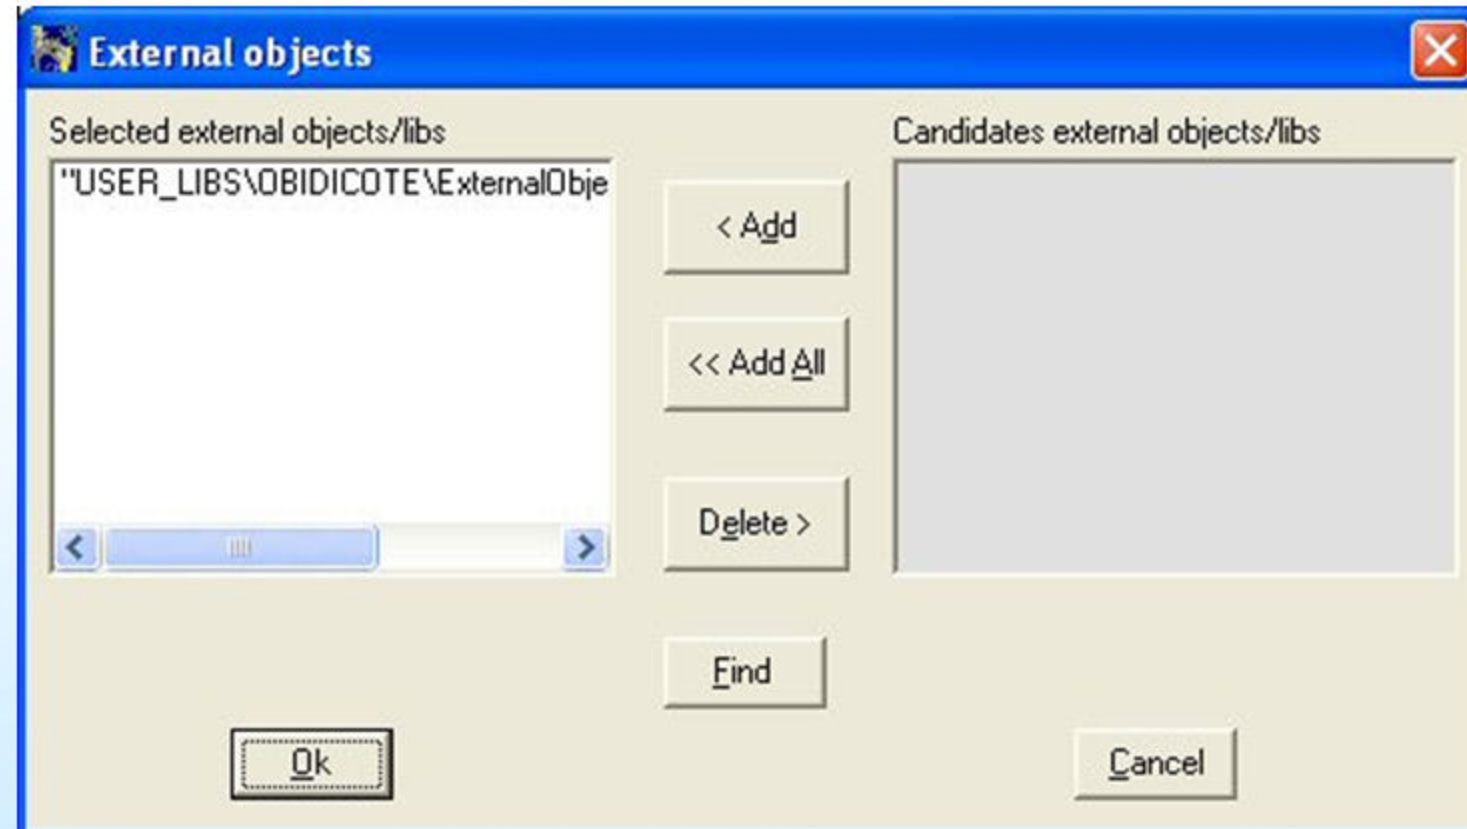 External objects
Selected external objects/libs
Candidates external objects/libs
"USER_LIBS\OBIDICOTE\ExternalObje
< Add
<< Add All
Delete >
Find
Ok
Cancel